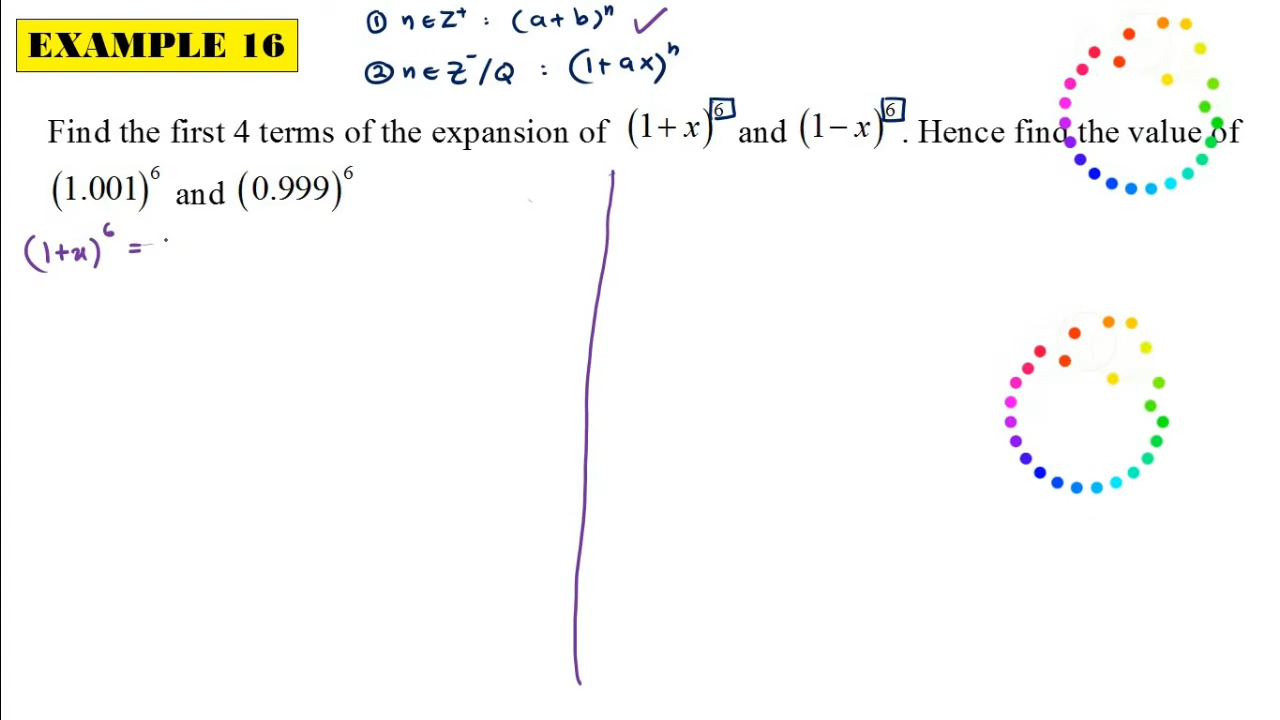 ① n ∈ Z⁺ : (a + b)ⁿ ✓
EXAMPLE 16
② n ∈ Z⁻/Q : (1 + ax)ⁿ
Find the first 4 terms of the expansion of (1 + x)⁶ and (1 − x)⁶. Hence find the value of
(1.001)⁶ and (0.999)⁶
(1+x)⁶ =